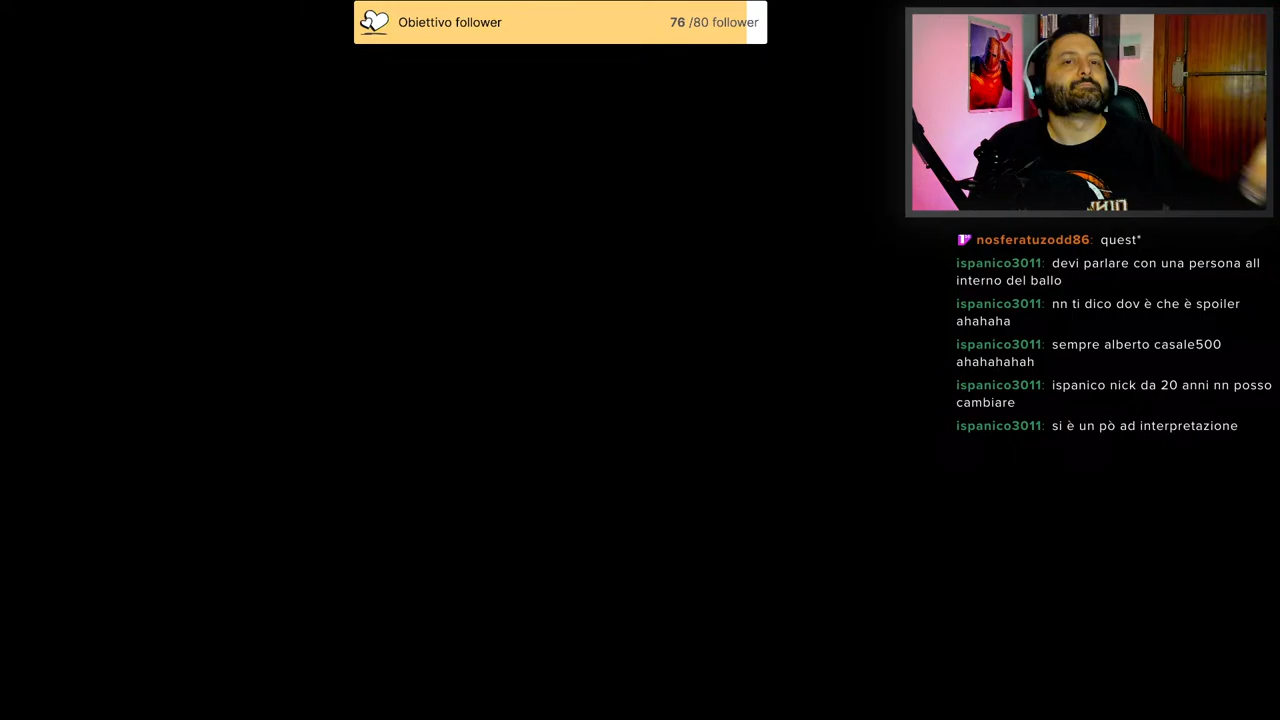 Obiettivo follower
76 /80 follower
nosferatuzodd86: quest*
ispanico3011: devi parlare con una persona all
interno del ballo
ispanico3011: nn ti dico dov è che è spoiler
ahahaha
ispanico3011: sempre alberto casale500
ahahahahah
ispanico3011: ispanico nick da 20 anni nn posso
cambiare
ispanico3011: si è un pò ad interpretazione